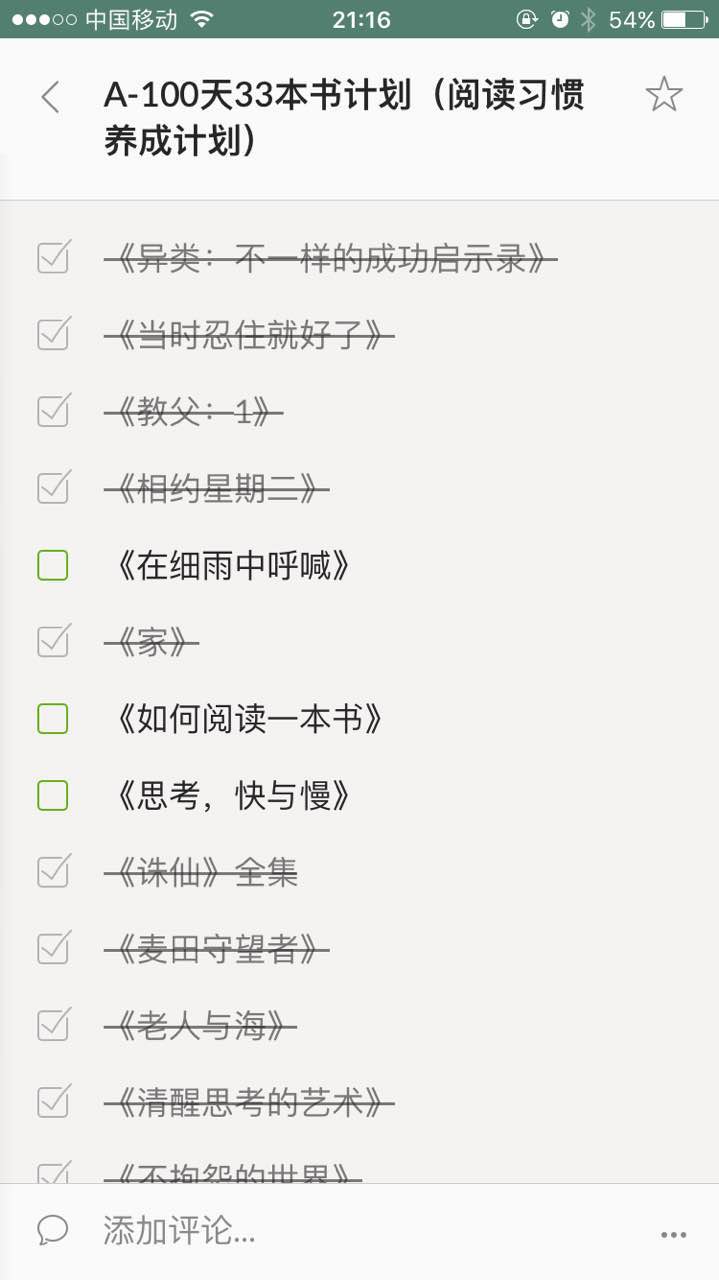 中国移动
21:16
54%
A-100天33本书计划（阅读习惯
养成计划）
《异类：不一样的成功启示录》
《当时忍住就好了》
《教父：1》
《相约星期二》
《在细雨中呼喊》
《家》
《如何阅读一本书》
《思考，快与慢》
《诛仙》全集
《麦田守望者》
《老人与海》
《清醒思考的艺术》
《不抱怨的世界》
添加评论...